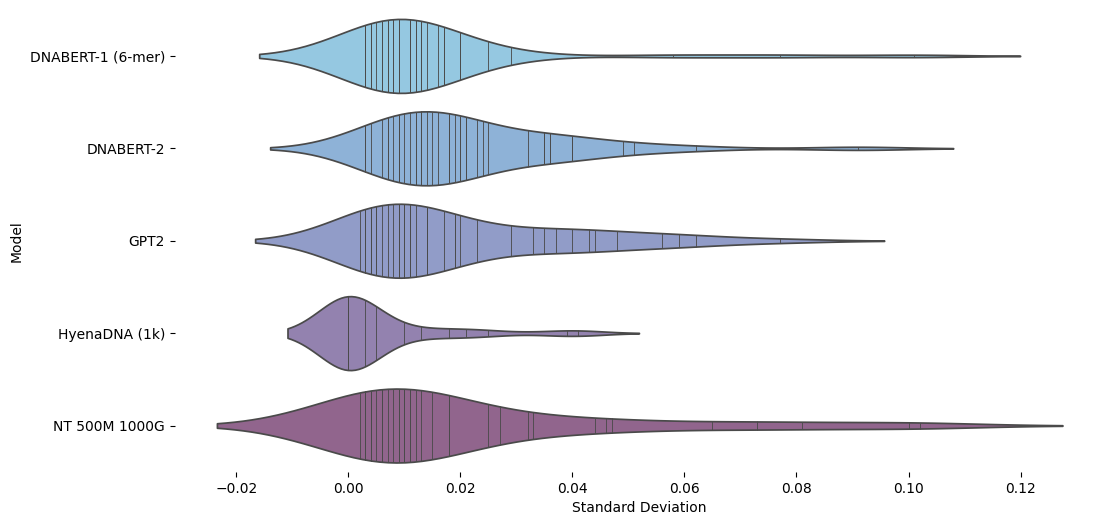 Model
DNABERT-1 (6-mer)
DNABERT-2
GPT2
HyenaDNA (1k)
NT 500M 1000G
−0.02 0.00 0.02 0.04 0.06 0.08 0.10 0.12
Standard Deviation